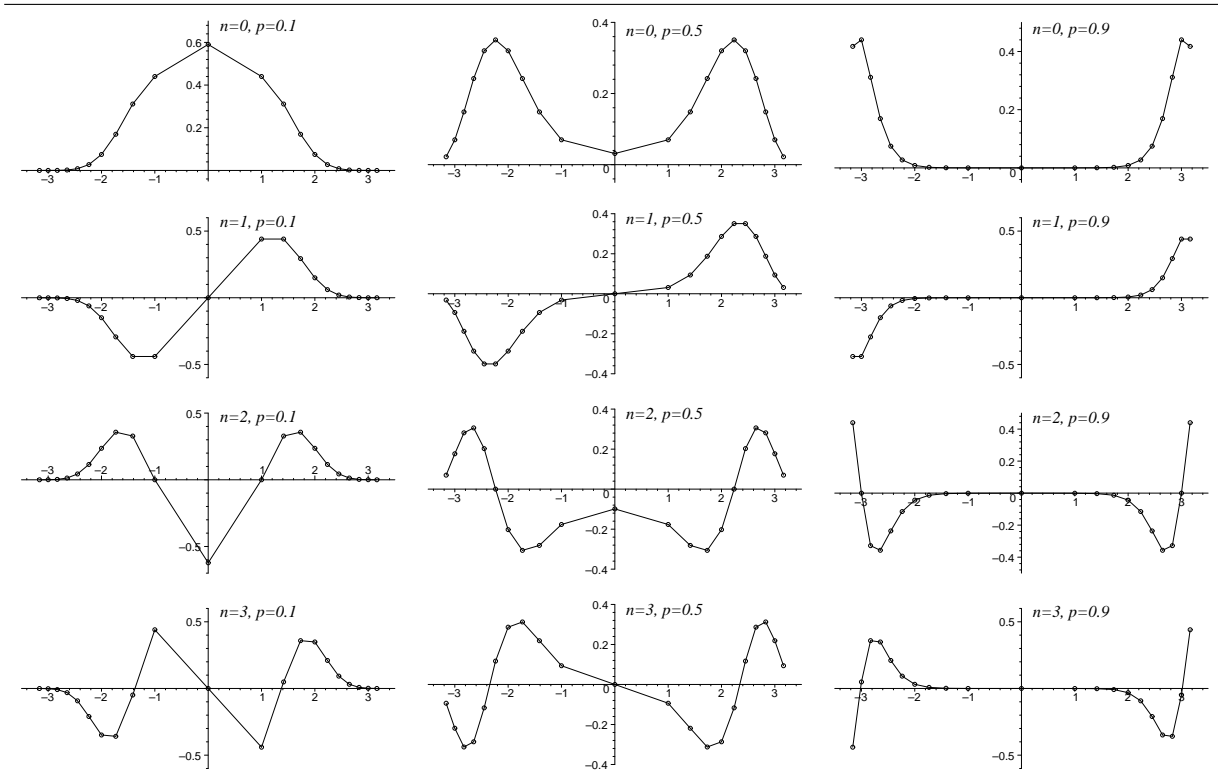 n=0, p=0.1
0.6
0.4
0.2
−3 −2 −1 1 2 3
n=0, p=0.5
0.4
0.2
0
−3 −2 −1 1 2 3
n=0, p=0.9
0.4
0.2
0
−3 −2 −1 1 2 3
n=1, p=0.1
0.5
−0.5
−3 −2 −1 1 2 3
n=1, p=0.5
0.4
0.2
0
−0.2
−0.4
−3 −2 −1 1 2 3
n=1, p=0.9
0.5
−0.5
−3 −2 −1 1 2 3
n=2, p=0.1
0.5
−0.5
−3 −2 −1 1 2 3
n=2, p=0.5
0.4
0.2
0
−0.2
−0.4
−3 −2 −1 1 2 3
n=2, p=0.9
0.4
0.2
0
−0.2
−0.4
−3 −2 −1 1 2 3
n=3, p=0.1
0.5
−0.5
−3 −2 −1 1 2 3
n=3, p=0.5
0.4
0.2
0
−0.2
−0.4
−3 −2 −1 1 2 3
n=3, p=0.9
0.5
−0.5
−3 −2 −1 1 2 3